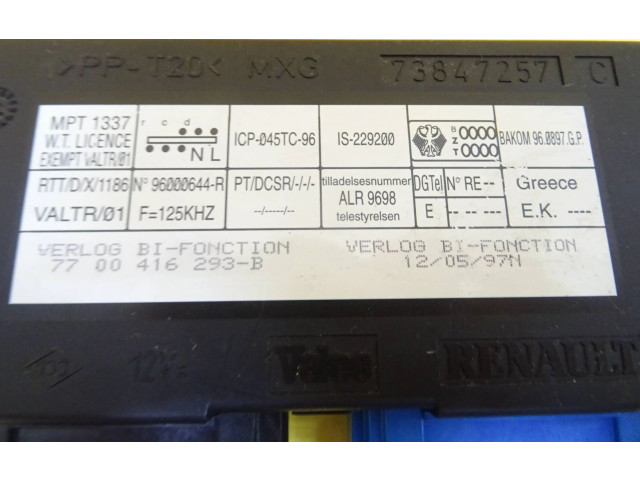 >PP-T20< MXG 73847257 C
MPT 1337
W.T. LICENCE
EXEMPT VALTR/01
r c d
N L
ICP-045TC-96
IS-229200
B Z T 0000 0000
BAKOM 96.0897.G.P.
RTT/D/X/1186
VALTR/01
N° 96000644-R
F=125KHZ
PT/DCSR/-/-/-
--/-----/--
tilladelsesnummer
ALR 9698
telestyrelsen
DGTel
E
N° RE--
-- -- ---
Greece
E.K. ----
VERLOG BI-FONCTION
77 00 416 293-B
VERLOG BI-FONCTION
12/05/97N
12V Valeo RENAULT